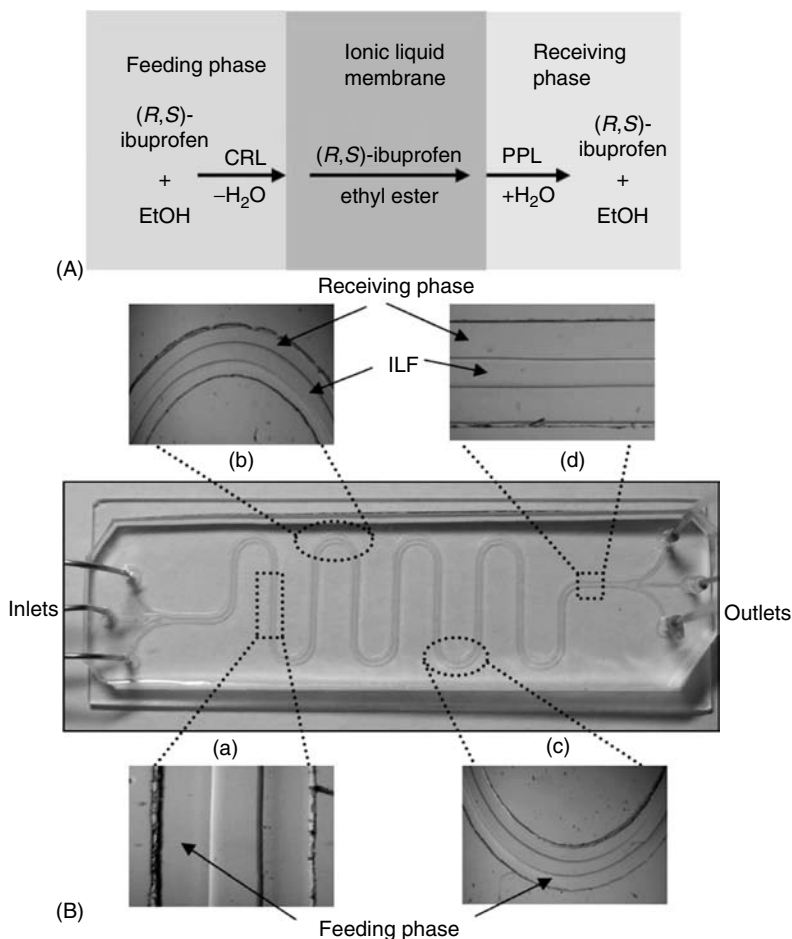 Feeding phase
(R,S)-
ibuprofen
+
EtOH
CRL
–H₂O
Ionic liquid
membrane
(R,S)-ibuprofen
ethyl ester
PPL
+H₂O
Receiving
phase
(R,S)-
ibuprofen
+
EtOH
(A)
Receiving phase
ILF
(b)
(d)
Inlets
Outlets
(a)
(c)
(B)
Feeding phase